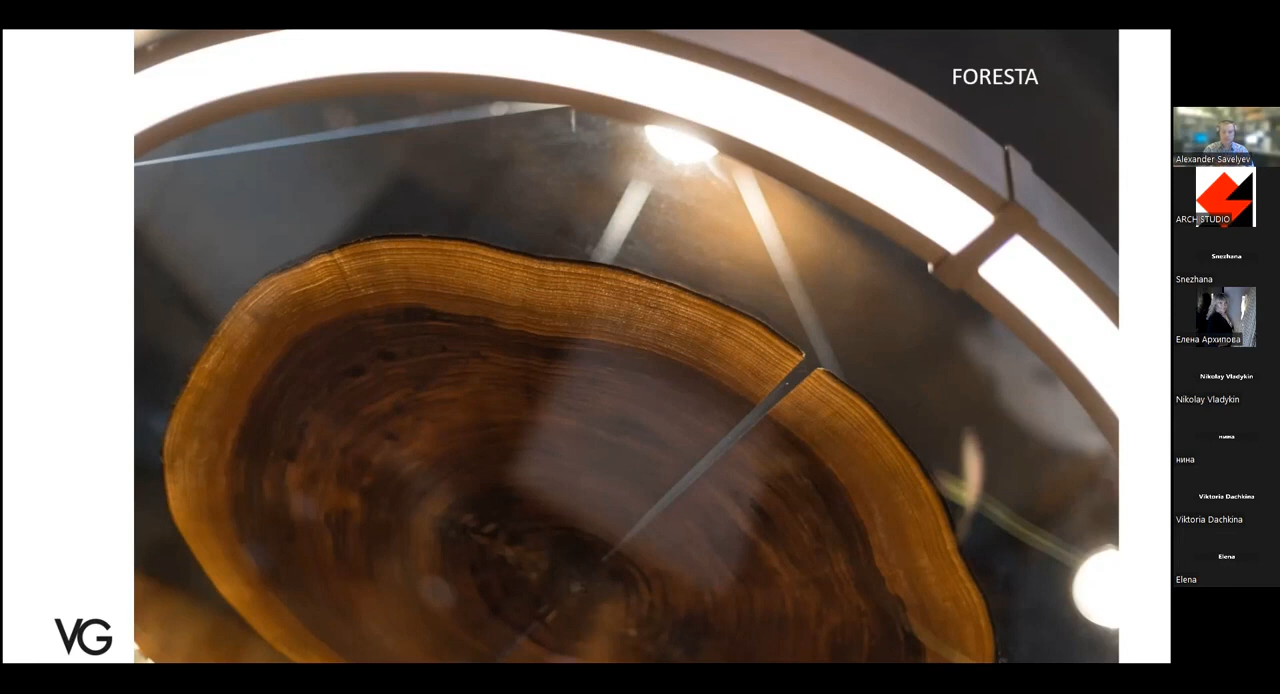 FORESTA
VG
Alexander Savelyev
ARCH STUDIO
Snezhana
Snezhana
Елена Архипова
Nikolay Vladykin
Nikolay Vladykin
нина
нина
Viktoria Dachkina
Viktoria Dachkina
Elena
Elena